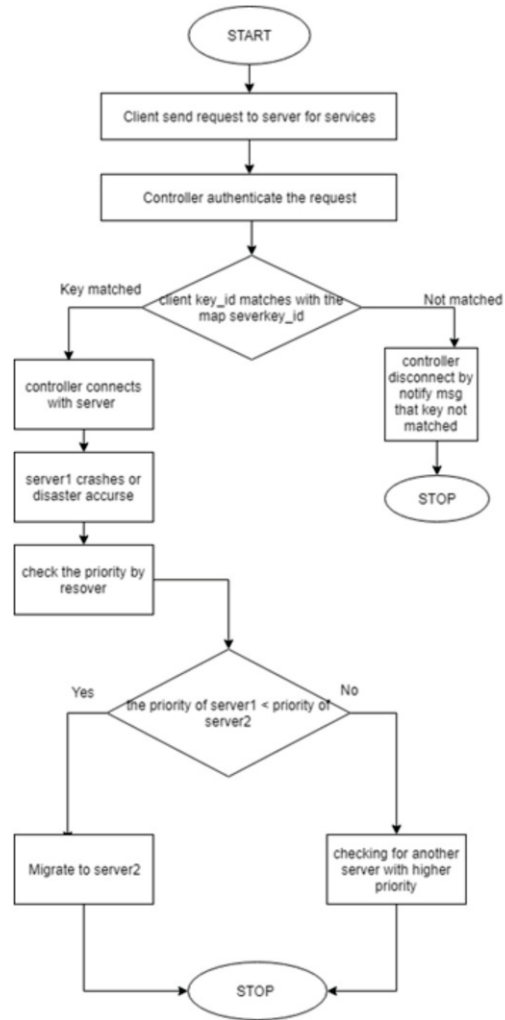 START
Client send request to server for services
Controller authenticate the request
client key_id matches with the
map severkey_id
Key matched
Not matched
controller connects
with server
controller
disconnect by
notify msg
that key not
matched
server1 crashes or
disaster accurse
STOP
check the priority by
resover
the priority of server1 < priority of
server2
Yes
No
Migrate to server2
checking for another
server with higher
priority
STOP